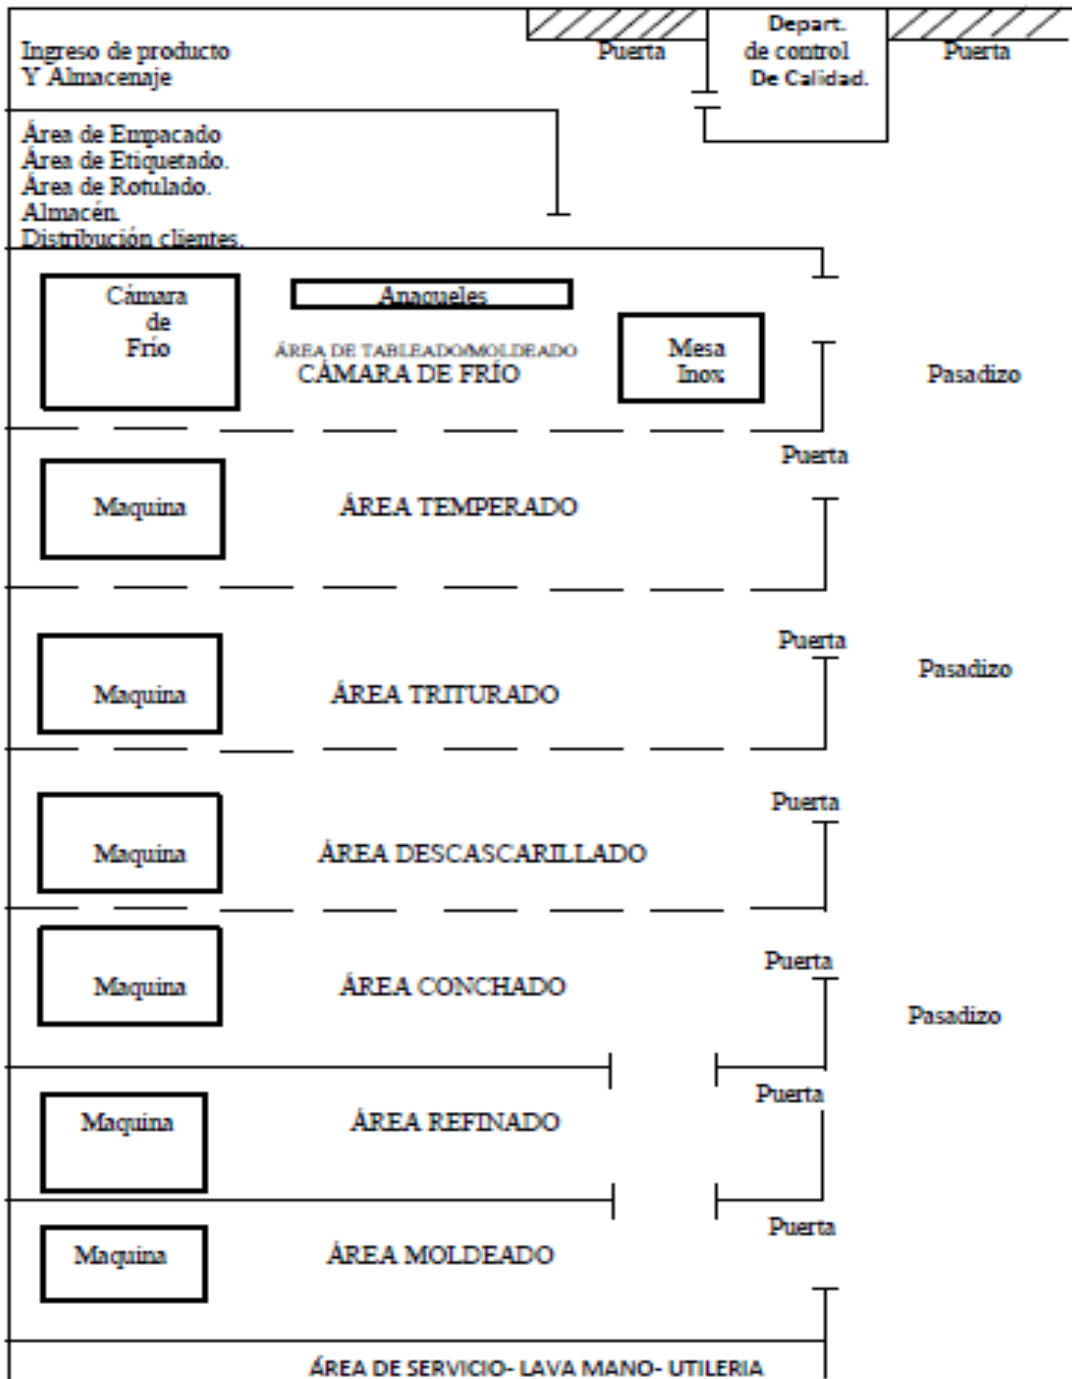 Ingreso de producto
Y Almacenaje
Puerta
Depart.
de control
De Calidad.
Puerta
Área de Empacado
Área de Etiquetado.
Área de Rotulado.
Almacén.
Distribución clientes.
Cámara
de
Frío
Anaqueles
ÁREA DE TABLEADO/MOLDEADO
CÁMARA DE FRÍO
Mesa
Inox
Pasadizo
Puerta
Maquina
ÁREA TEMPERADO
Puerta
Pasadizo
Maquina
ÁREA TRITURADO
Puerta
Maquina
ÁREA DESCASCARILLADO
Puerta
Maquina
ÁREA CONCHADO
Pasadizo
Puerta
Maquina
ÁREA REFINADO
Puerta
Maquina
ÁREA MOLDEADO
ÁREA DE SERVICIO- LAVA MANO- UTILERIA